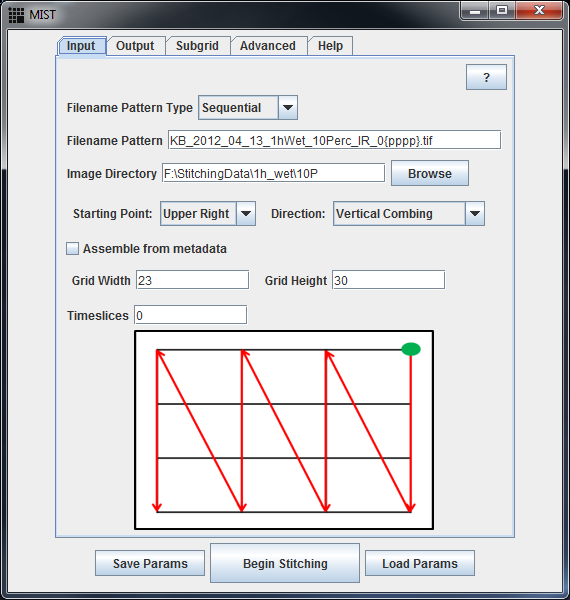 MIST
Input Output Subgrid Advanced Help
?
Filename Pattern Type Sequential
Filename Pattern KB_2012_04_13_1hWet_10Perc_IR_0{pppp}.tif
Image Directory F:\StitchingData\1h_wet\10P Browse
Starting Point: Upper Right Direction: Vertical Combing
Assemble from metadata
Grid Width 23 Grid Height 30
Timeslices 0
Save Params Begin Stitching Load Params